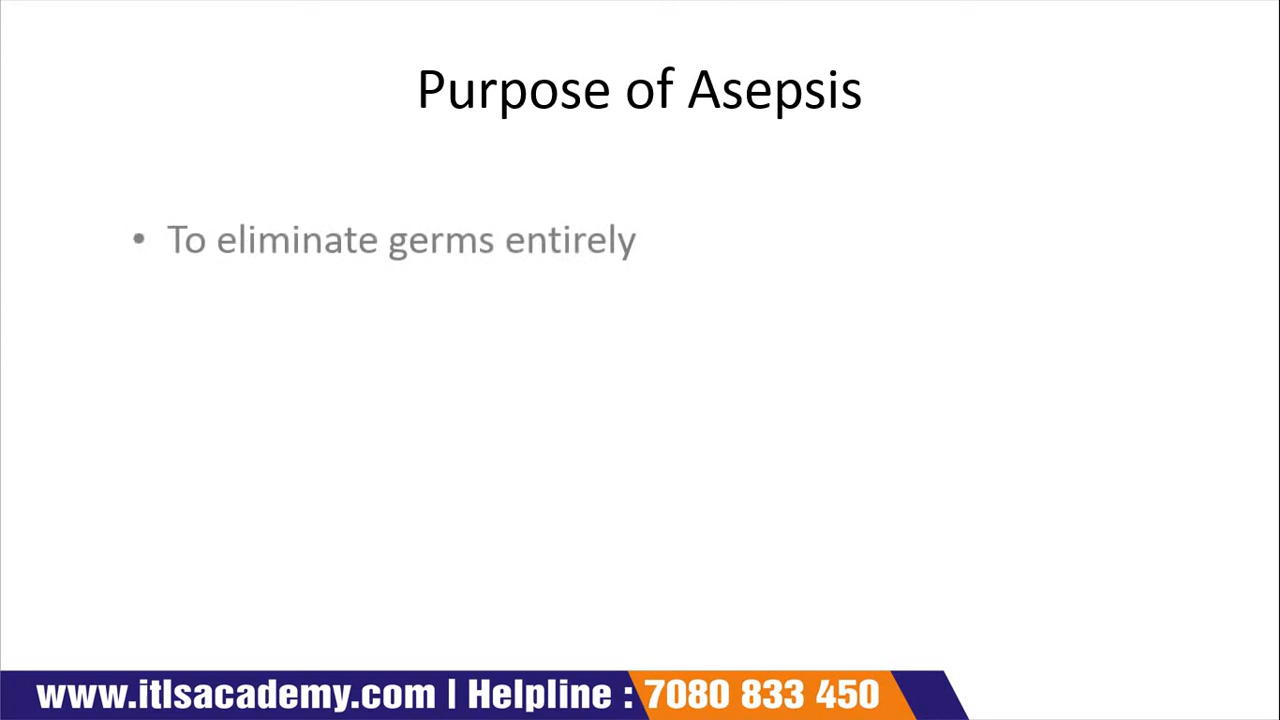 Purpose of Asepsis
• To eliminate germs entirely
www.itlsacademy.com | Helpline : 7080 833 450